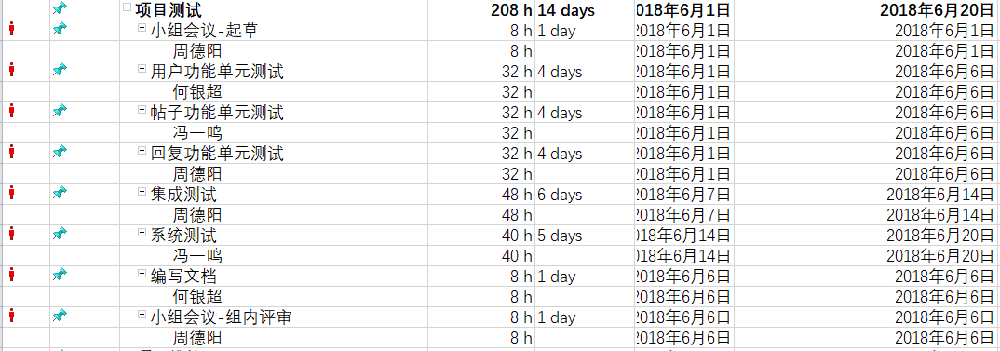 项目测试 208 h 14 days 2018年6月1日 2018年6月20日
小组会议-起草 8 h 1 day 2018年6月1日 2018年6月1日
周德阳 8 h 2018年6月1日 2018年6月1日
用户功能单元测试 32 h 4 days 2018年6月1日 2018年6月6日
何银超 32 h 2018年6月1日 2018年6月6日
帖子功能单元测试 32 h 4 days 2018年6月1日 2018年6月6日
冯一鸣 32 h 2018年6月1日 2018年6月6日
回复功能单元测试 32 h 4 days 2018年6月1日 2018年6月6日
周德阳 32 h 2018年6月1日 2018年6月6日
集成测试 48 h 6 days 2018年6月7日 2018年6月14日
周德阳 48 h 2018年6月7日 2018年6月14日
系统测试 40 h 5 days 018年6月14日 2018年6月20日
冯一鸣 40 h 018年6月14日 2018年6月20日
编写文档 8 h 1 day 2018年6月6日 2018年6月6日
何银超 8 h 2018年6月6日 2018年6月6日
小组会议-组内评审 8 h 1 day 2018年6月6日 2018年6月6日
周德阳 8 h 2018年6月6日 2018年6月6日